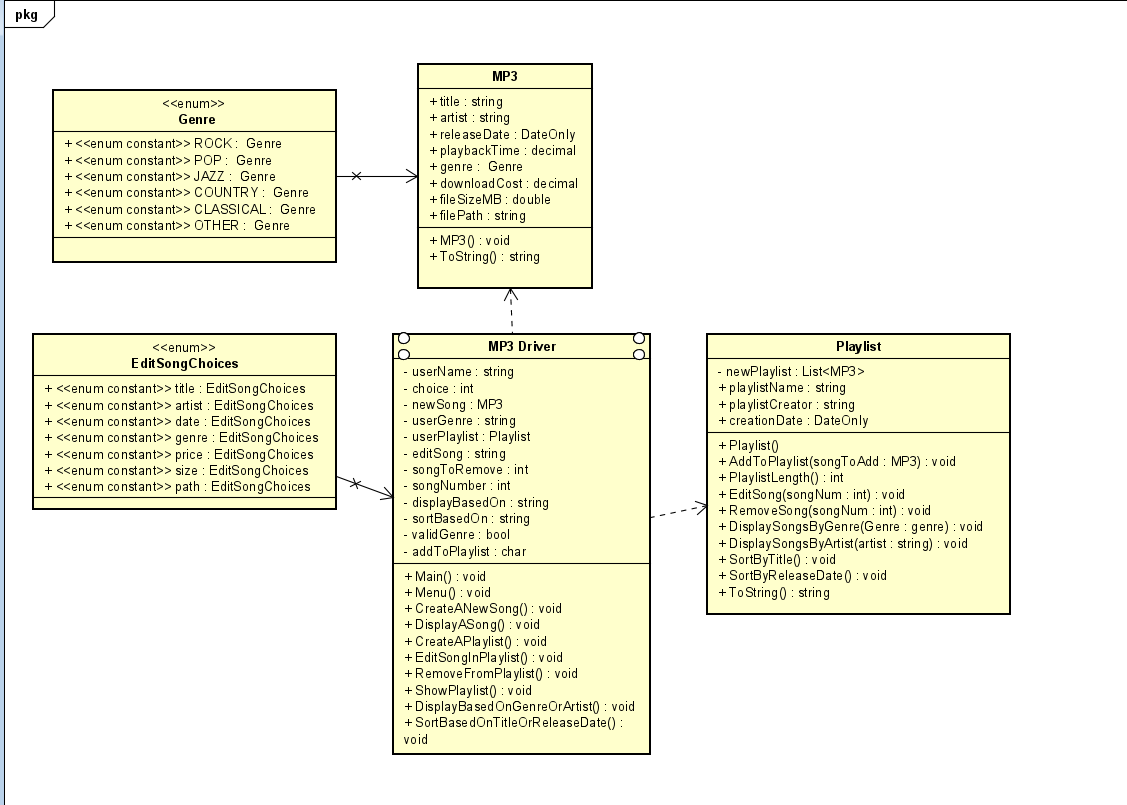 pkg
<<enum>>
Genre
+ <<enum constant>> ROCK : Genre
+ <<enum constant>> POP : Genre
+ <<enum constant>> JAZZ : Genre
+ <<enum constant>> COUNTRY : Genre
+ <<enum constant>> CLASSICAL : Genre
+ <<enum constant>> OTHER : Genre
MP3
+ title : string
+ artist : string
+ releaseDate : DateOnly
+ playbackTime : decimal
+ genre : Genre
+ downloadCost : decimal
+ fileSizeMB : double
+ filePath : string
+ MP3() : void
+ ToString() : string
<<enum>>
EditSongChoices
+ <<enum constant>> title : EditSongChoices
+ <<enum constant>> artist : EditSongChoices
+ <<enum constant>> date : EditSongChoices
+ <<enum constant>> genre : EditSongChoices
+ <<enum constant>> price : EditSongChoices
+ <<enum constant>> size : EditSongChoices
+ <<enum constant>> path : EditSongChoices
MP3 Driver
- userName : string
- choice : int
- newSong : MP3
- userGenre : string
- userPlaylist : Playlist
- editSong : string
- songToRemove : int
- songNumber : int
- displayBasedOn : string
- sortBasedOn : string
- validGenre : bool
- addToPlaylist : char
+ Main() : void
+ Menu() : void
+ CreateANewSong() : void
+ DisplayASong() : void
+ CreateAPlaylist() : void
+ EditSongInPlaylist() : void
+ RemoveFromPlaylist() : void
+ ShowPlaylist() : void
+ DisplayBasedOnGenreOrArtist() : void
+ SortBasedOnTitleOrReleaseDate() :
void
Playlist
- newPlaylist : List<MP3>
+ playlistName : string
+ playlistCreator : string
+ creationDate : DateOnly
+ Playlist()
+ AddToPlaylist(songToAdd : MP3) : void
+ PlaylistLength() : int
+ EditSong(songNum : int) : void
+ RemoveSong(songNum : int) : void
+ DisplaySongsByGenre(Genre : genre) : void
+ DisplaySongsByArtist(artist : string) : void
+ SortByTitle() : void
+ SortByReleaseDate() : void
+ ToString() : string